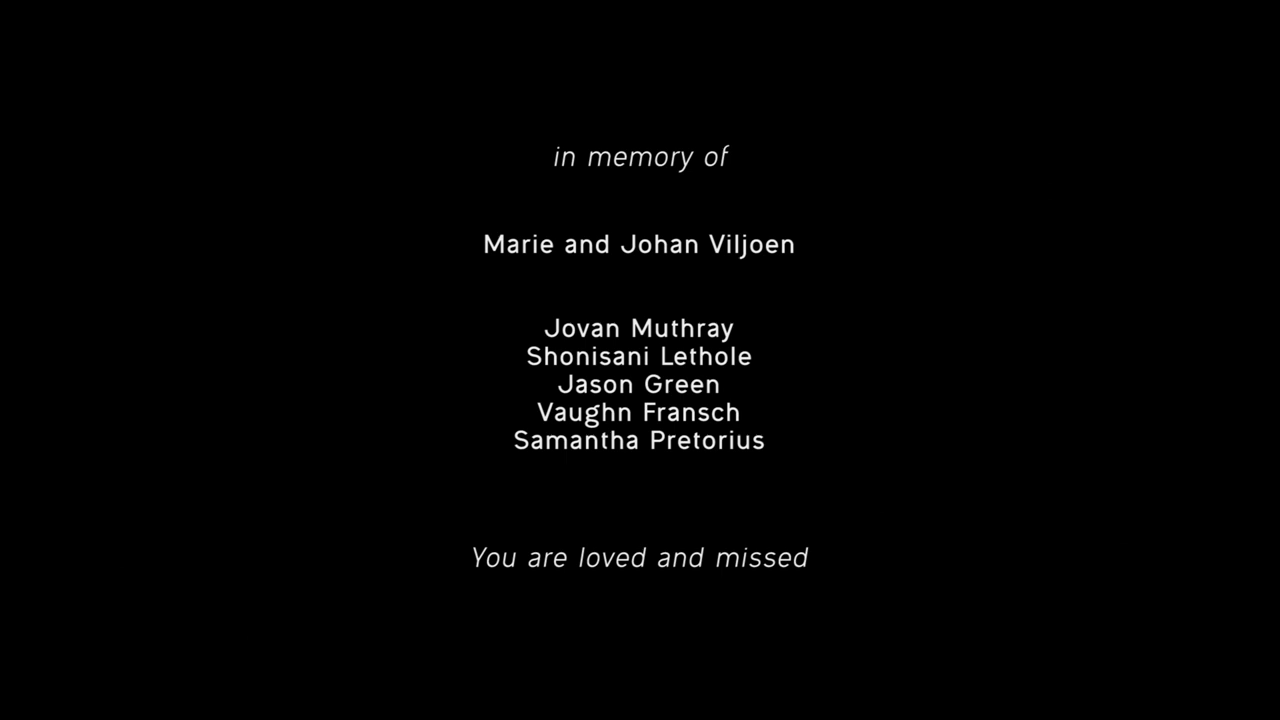 in memory of
Marie and Johan Viljoen
Jovan Muthray
Shonisani Lethole
Jason Green
Vaughn Fransch
Samantha Pretorius
You are loved and missed